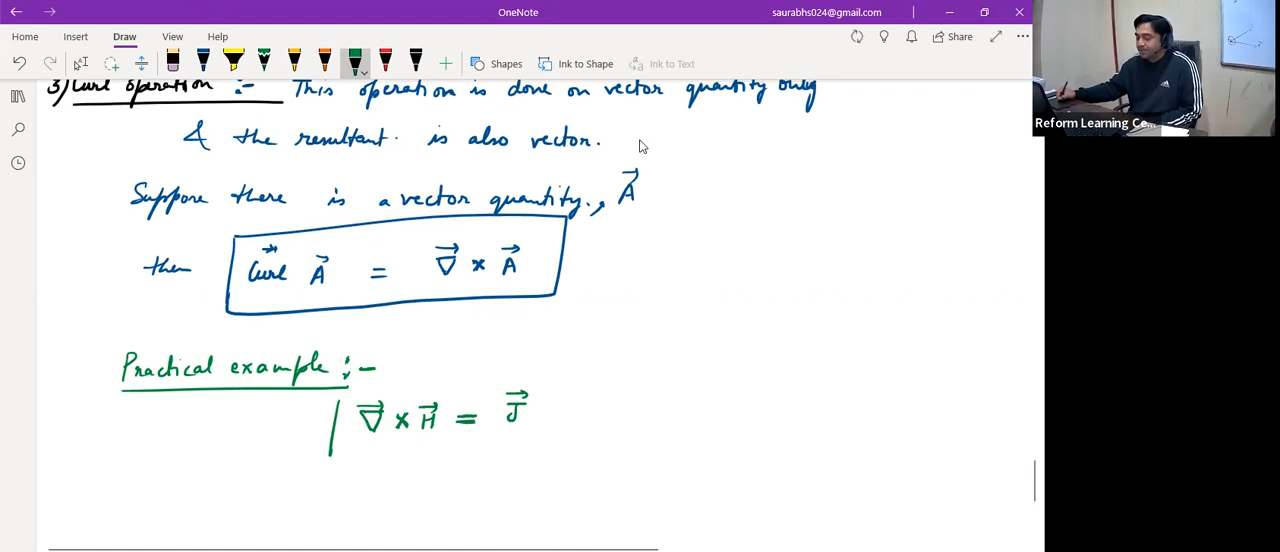 OneNote
saurabhs024@gmail.com
Home Insert Draw View Help
Share
Shapes Ink to Shape Ink to Text
3) Curl operation :- This operation is done on vector quantity only
& the resultant is also vector.
Suppose there is a vector quantity, A⃗
then Curl⃗ A⃗ = ∇⃗ × A⃗
Practical example :-
∇⃗ × H⃗ = J⃗
Reform Learning Ce...